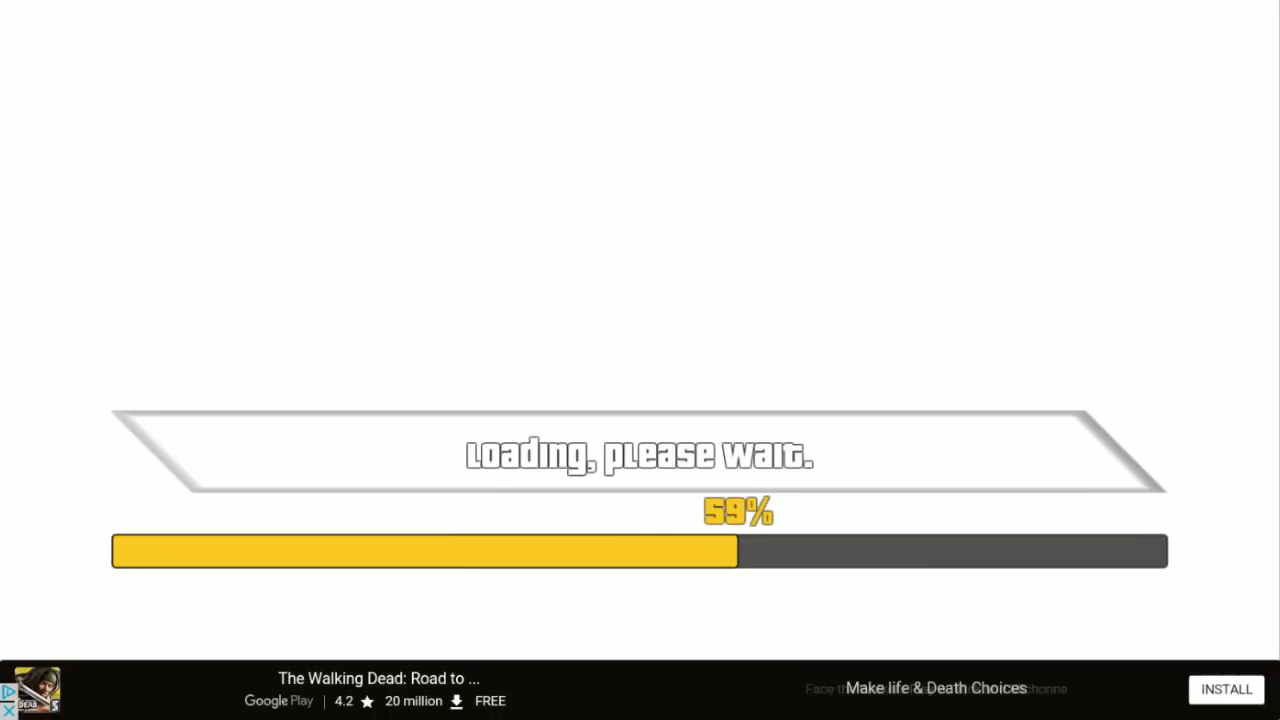 Loading, please wait.
59%
The Walking Dead: Road to ...
Google Play | 4.2 ★ 20 million FREE
Make life & Death Choices
INSTALL
DEAD